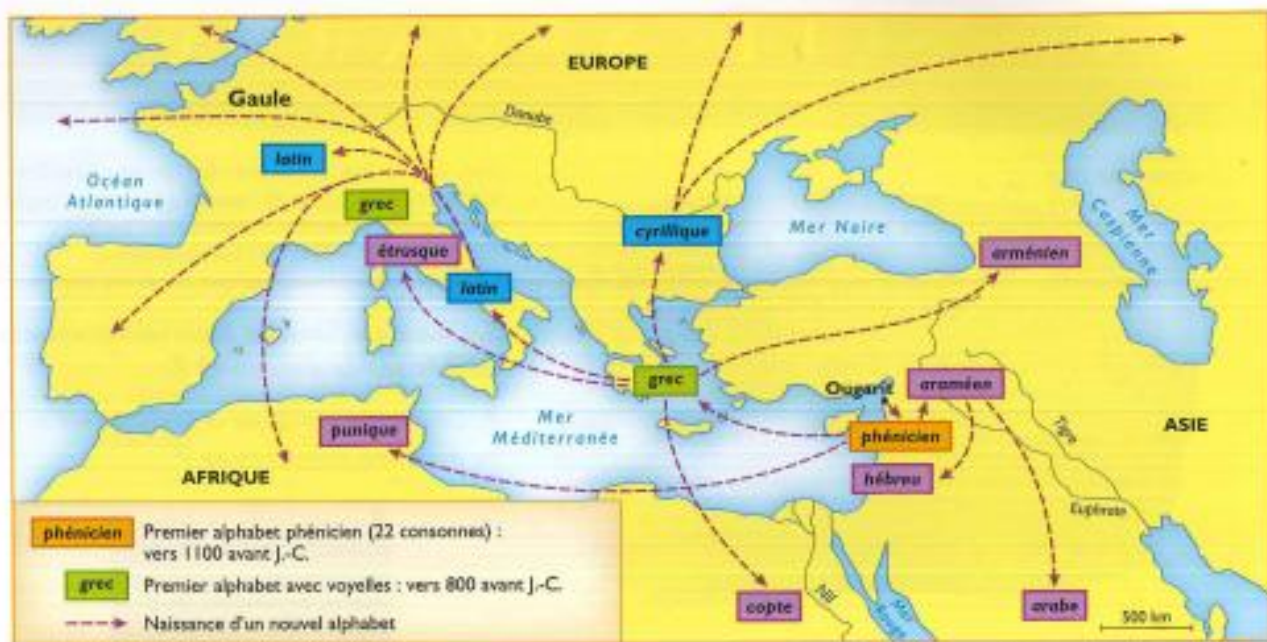 EUROPE
Gaule
Danube
latin
Océan
Atlantique
grec
étrusque
latin
cyrillique
Mer Noire
Mer
Caspienne
arménien
grec
Ougarit
araméen
phénicien
Tigre
ASIE
hébreu
Euphrate
Mer
Méditerranée
punique
AFRIQUE
copte
Nil
Mer
Rouge
arabe
500 km
phénicien
Premier alphabet phénicien (22 consonnes) :
vers 1100 avant J.-C.
grec
Premier alphabet avec voyelles : vers 800 avant J.-C.
Naissance d'un nouvel alphabet